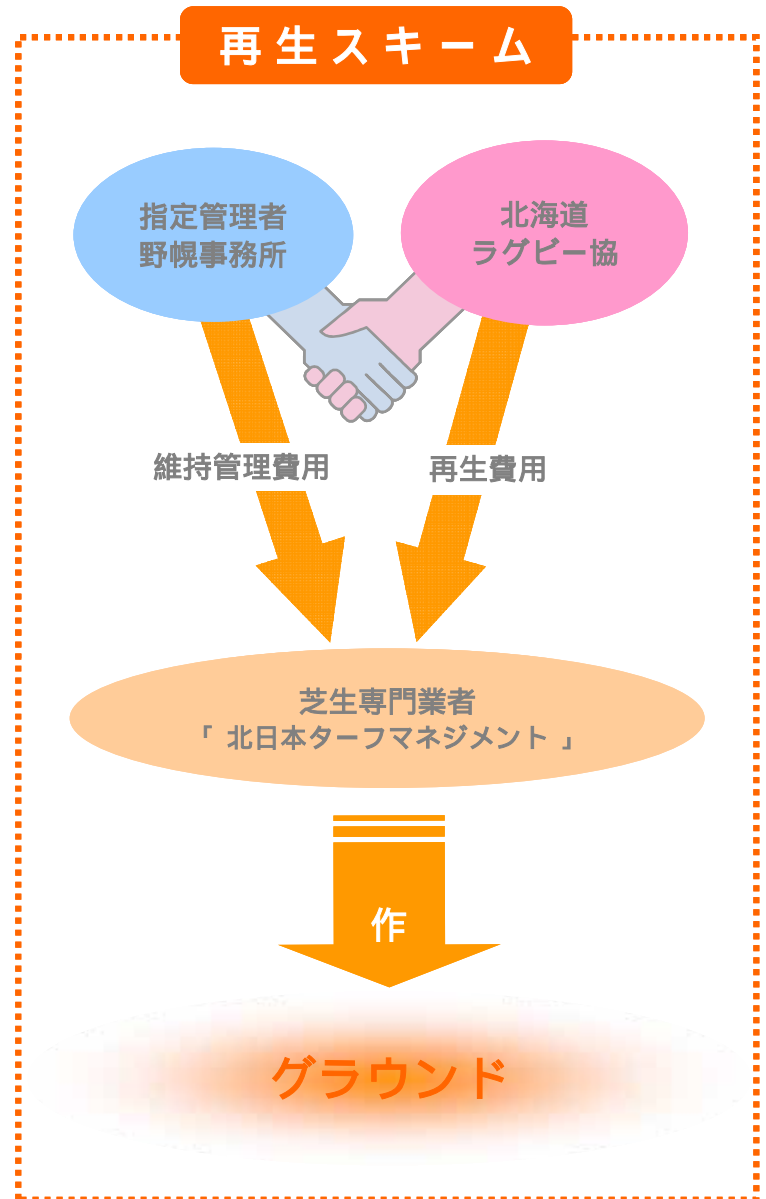 再生スキーム
指定管理者
野幌事務所
北海道
ラグビー協
維持管理費用
再生費用
芝生専門業者
「 北日本ターフマネジメント 」
作
グラウンド